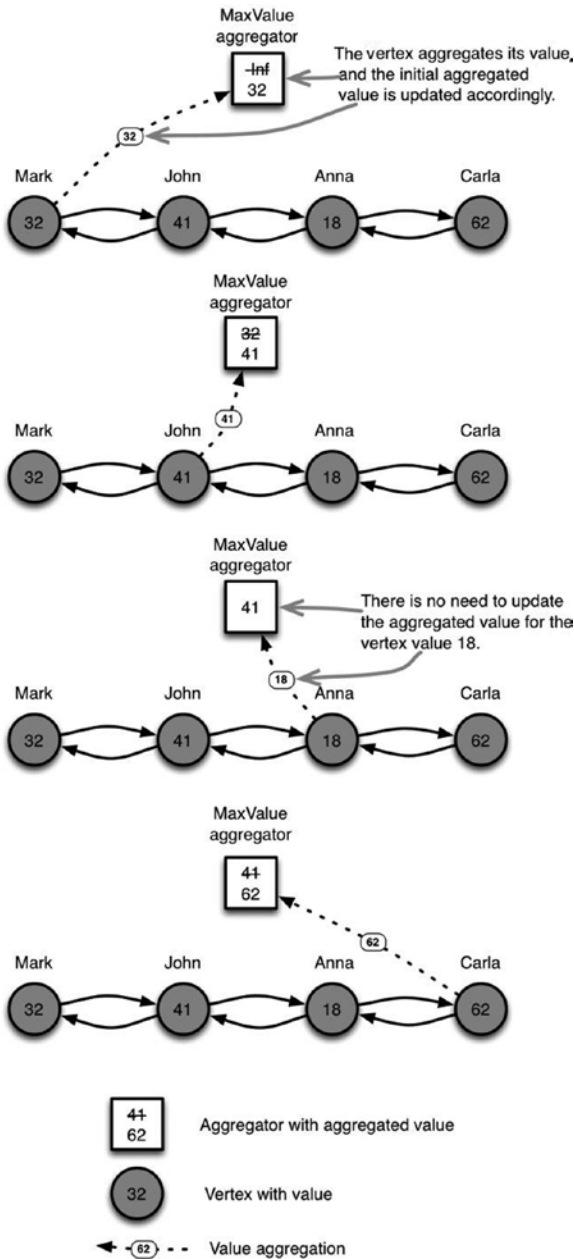 MaxValue
aggregator
-Inf
32
The vertex aggregates its value,
and the initial aggregated
value is updated accordingly.
32
Mark John Anna Carla
32 41 18 62
MaxValue
aggregator
32
41
41
Mark John Anna Carla
32 41 18 62
MaxValue
aggregator
41
There is no need to update
the aggregated value for the
vertex value 18.
18
Mark John Anna Carla
32 41 18 62
MaxValue
aggregator
41
62
62
Mark John Anna Carla
32 41 18 62
41
62
Aggregator with aggregated value
32
Vertex with value
62
Value aggregation